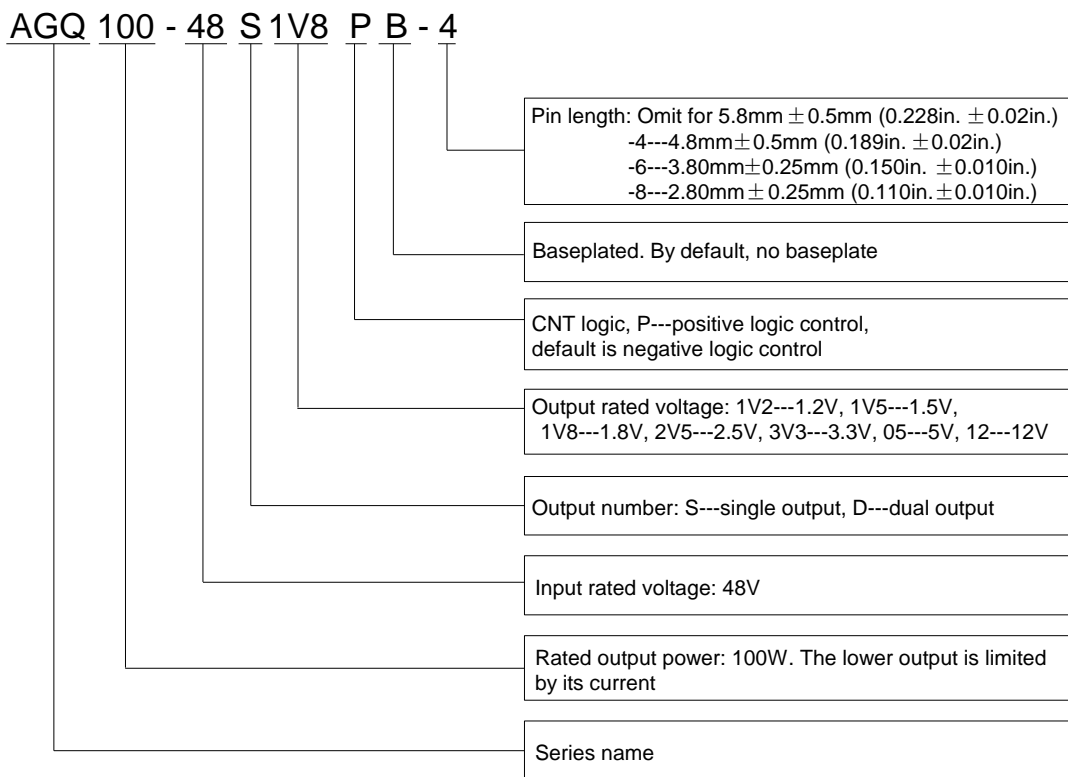 AGQ 100 - 48 S 1V8 P B - 4
Pin length: Omit for 5.8mm ±0.5mm (0.228in. ±0.02in.)
-4---4.8mm±0.5mm (0.189in. ±0.02in.)
-6---3.80mm±0.25mm (0.150in. ±0.010in.)
-8---2.80mm±0.25mm (0.110in.±0.010in.)
Baseplated. By default, no baseplate
CNT logic, P---positive logic control,
default is negative logic control
Output rated voltage: 1V2---1.2V, 1V5---1.5V,
1V8---1.8V, 2V5---2.5V, 3V3---3.3V, 05---5V, 12---12V
Output number: S---single output, D---dual output
Input rated voltage: 48V
Rated output power: 100W. The lower output is limited
by its current
Series name